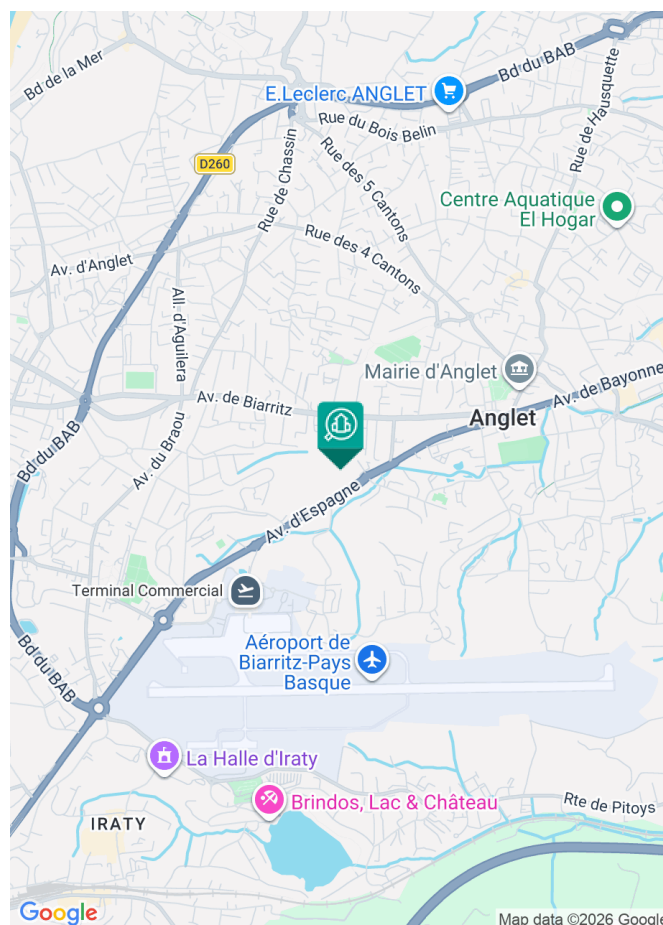 Bd du BAB
Bd de la Mer
E.Leclerc ANGLET
Rue du Bois Belin
Rue de Hausquette
D260
Rue de Chassin
Rue des 5 Cantons
Centre Aquatique
El Hogar
Rue des 4 Cantons
Av. d'Anglet
All. d'Aguilera
Mairie d'Anglet
Av. de Bayonne
Av. de Biarritz
Anglet
Bd du BAB
Av. du Braou
Av. d'Espagne
Terminal Commercial
Aéroport de
Biarritz-Pays
Basque
Bd du BAB
La Halle d'Iraty
Brindos, Lac & Château
Rte de Pitoys
IRATY
Google
Map data ©2026 Google